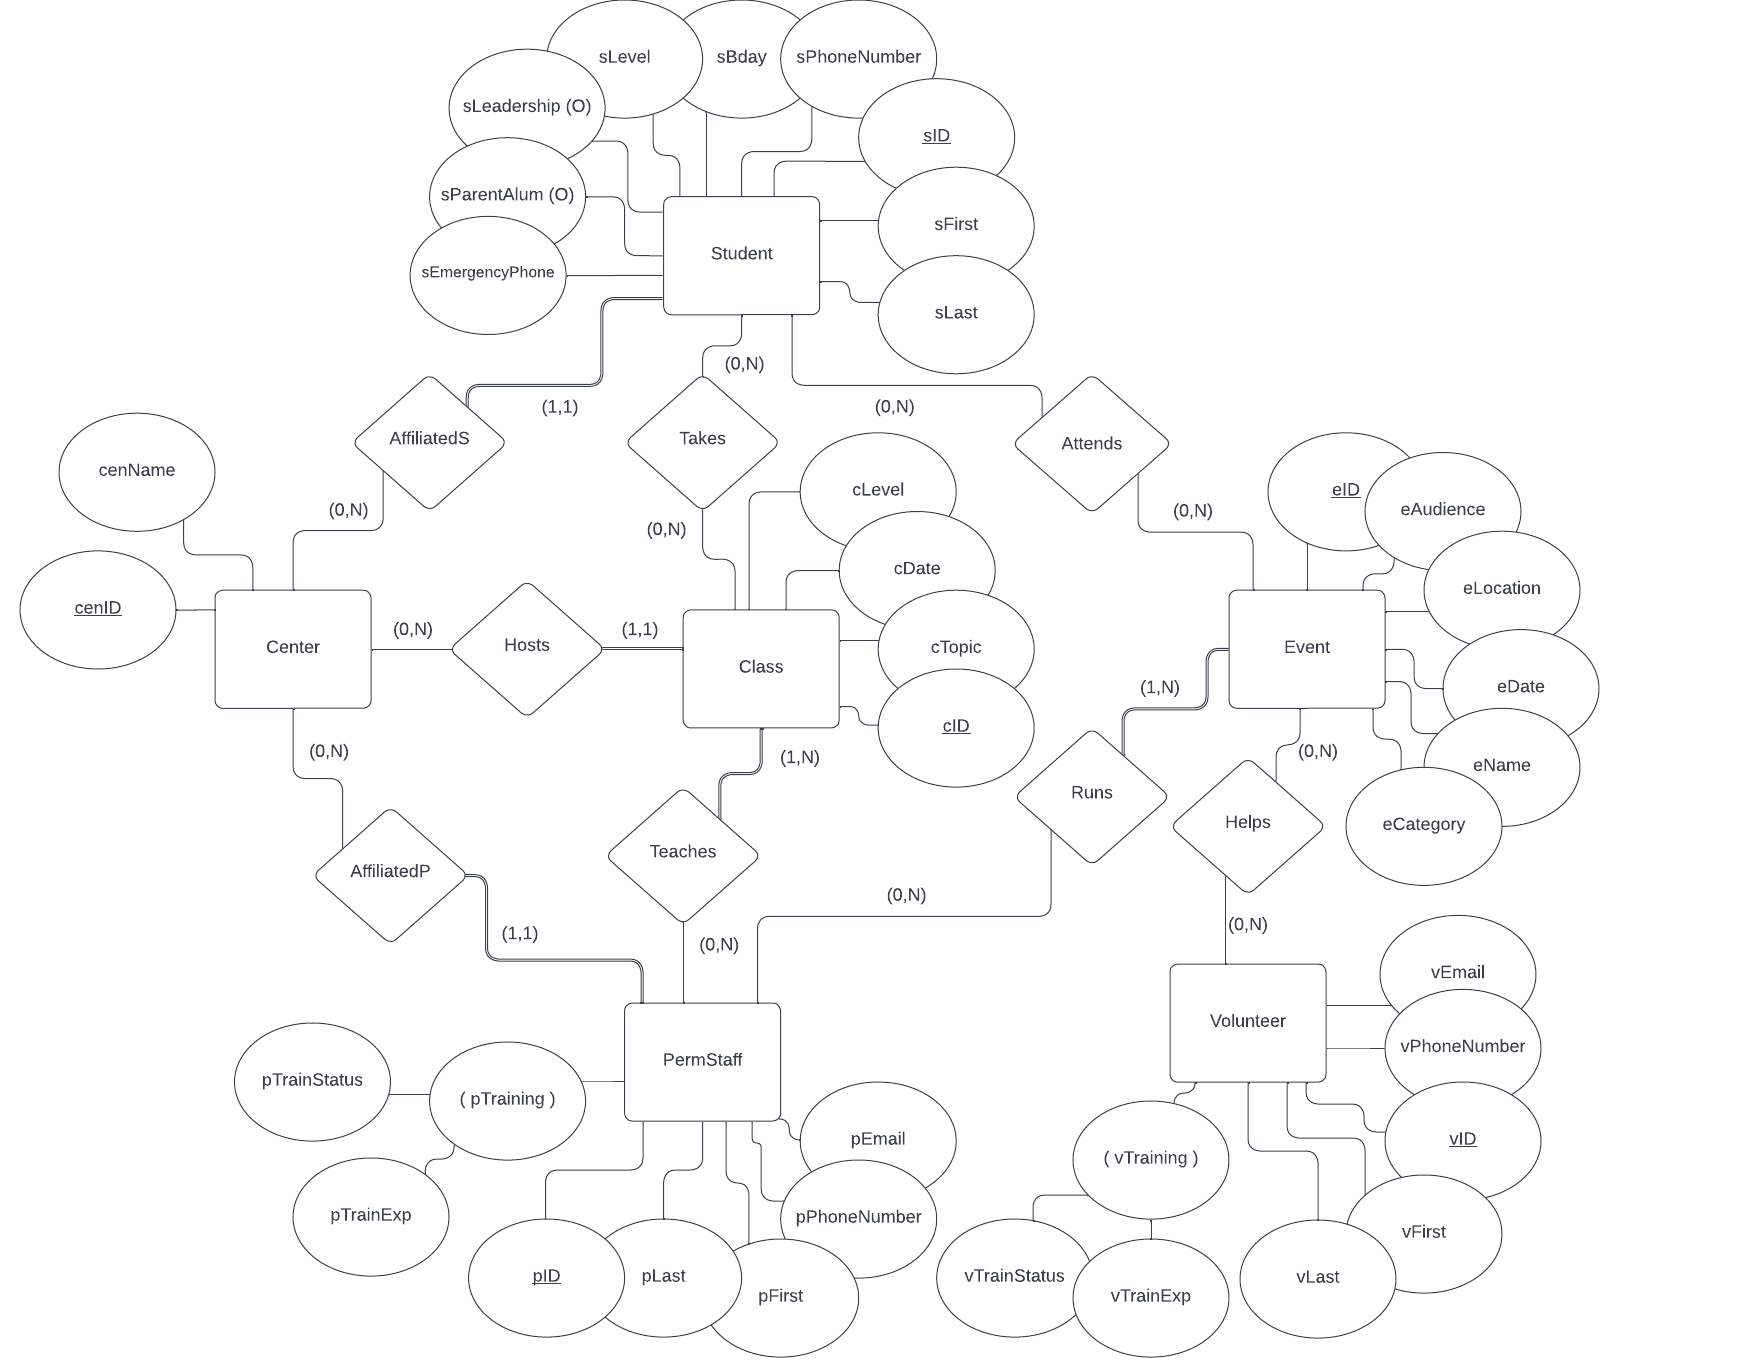 sLevel
sBday
sPhoneNumber
sLeadership (O)
sID
sParentAlum (O)
sFirst
Student
sEmergencyPhone
sLast
(0,N)
(1,1)
(0,N)
AffiliatedS
Takes
Attends
cenName
cLevel
eID
eAudience
(0,N)
(0,N)
(0,N)
cDate
eLocation
cenID
(0,N)
(1,1)
Center
Hosts
cTopic
Event
Class
eDate
(1,N)
cID
(0,N)
(1,N)
(0,N)
eName
Runs
Helps
eCategory
Teaches
AffiliatedP
(0,N)
(0,N)
(1,1)
(0,N)
vEmail
Volunteer
vPhoneNumber
PermStaff
pTrainStatus
( pTraining )
pEmail
vID
( vTraining )
pTrainExp
pPhoneNumber
vFirst
pID
pLast
vTrainStatus
vLast
pFirst
vTrainExp